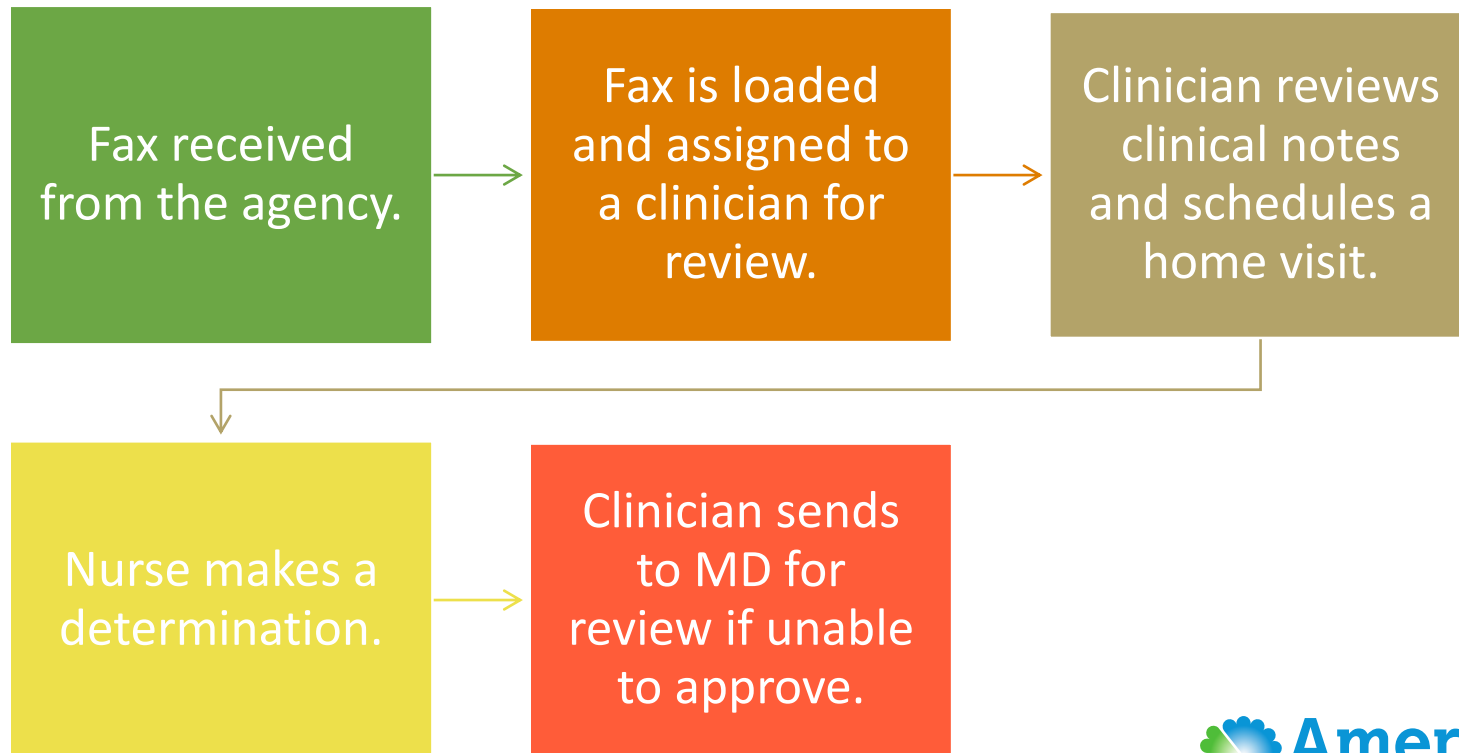 Fax received
from the agency.
Fax is loaded
and assigned to
a clinician for
review.
Clinician reviews
clinical notes
and schedules a
home visit.
Nurse makes a
determination.
Clinician sends
to MD for
review if unable
to approve.